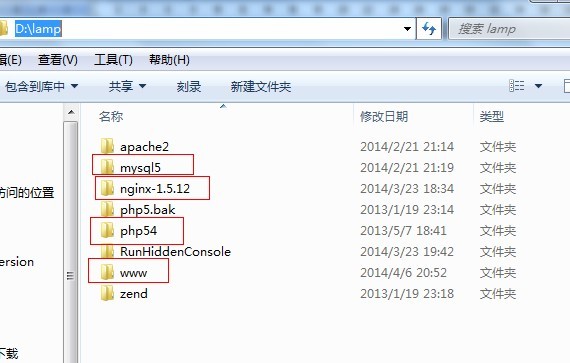 D:\lamp
搜索 lamp
(E) 查看(V) 工具(T) 帮助(H)
包含到库中 共享 刻录 新建文件夹
名称 修改日期 类型
apache2 2014/2/21 21:14 文件夹
mysql5 2014/2/21 21:19 文件夹
nginx-1.5.12 2014/3/23 18:34 文件夹
访问的位置
php5.bak 2013/1/19 23:14 文件夹
php54 2013/5/7 18:41 文件夹
RunHiddenConsole 2014/3/23 19:42 文件夹
ersion
www 2014/4/6 20:52 文件夹
zend 2013/1/19 23:18 文件夹
下载